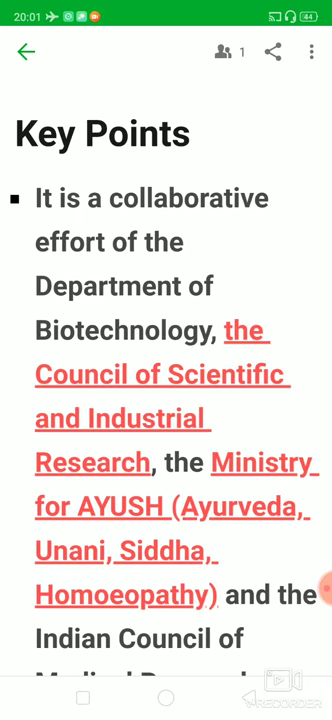 20:01
44
1
Key Points
It is a collaborative
effort of the
Department of
Biotechnology, the
Council of Scientific
and Industrial
Research, the Ministry
for AYUSH (Ayurveda,
Unani, Siddha,
Homoeopathy) and the
Indian Council of
RECORDER